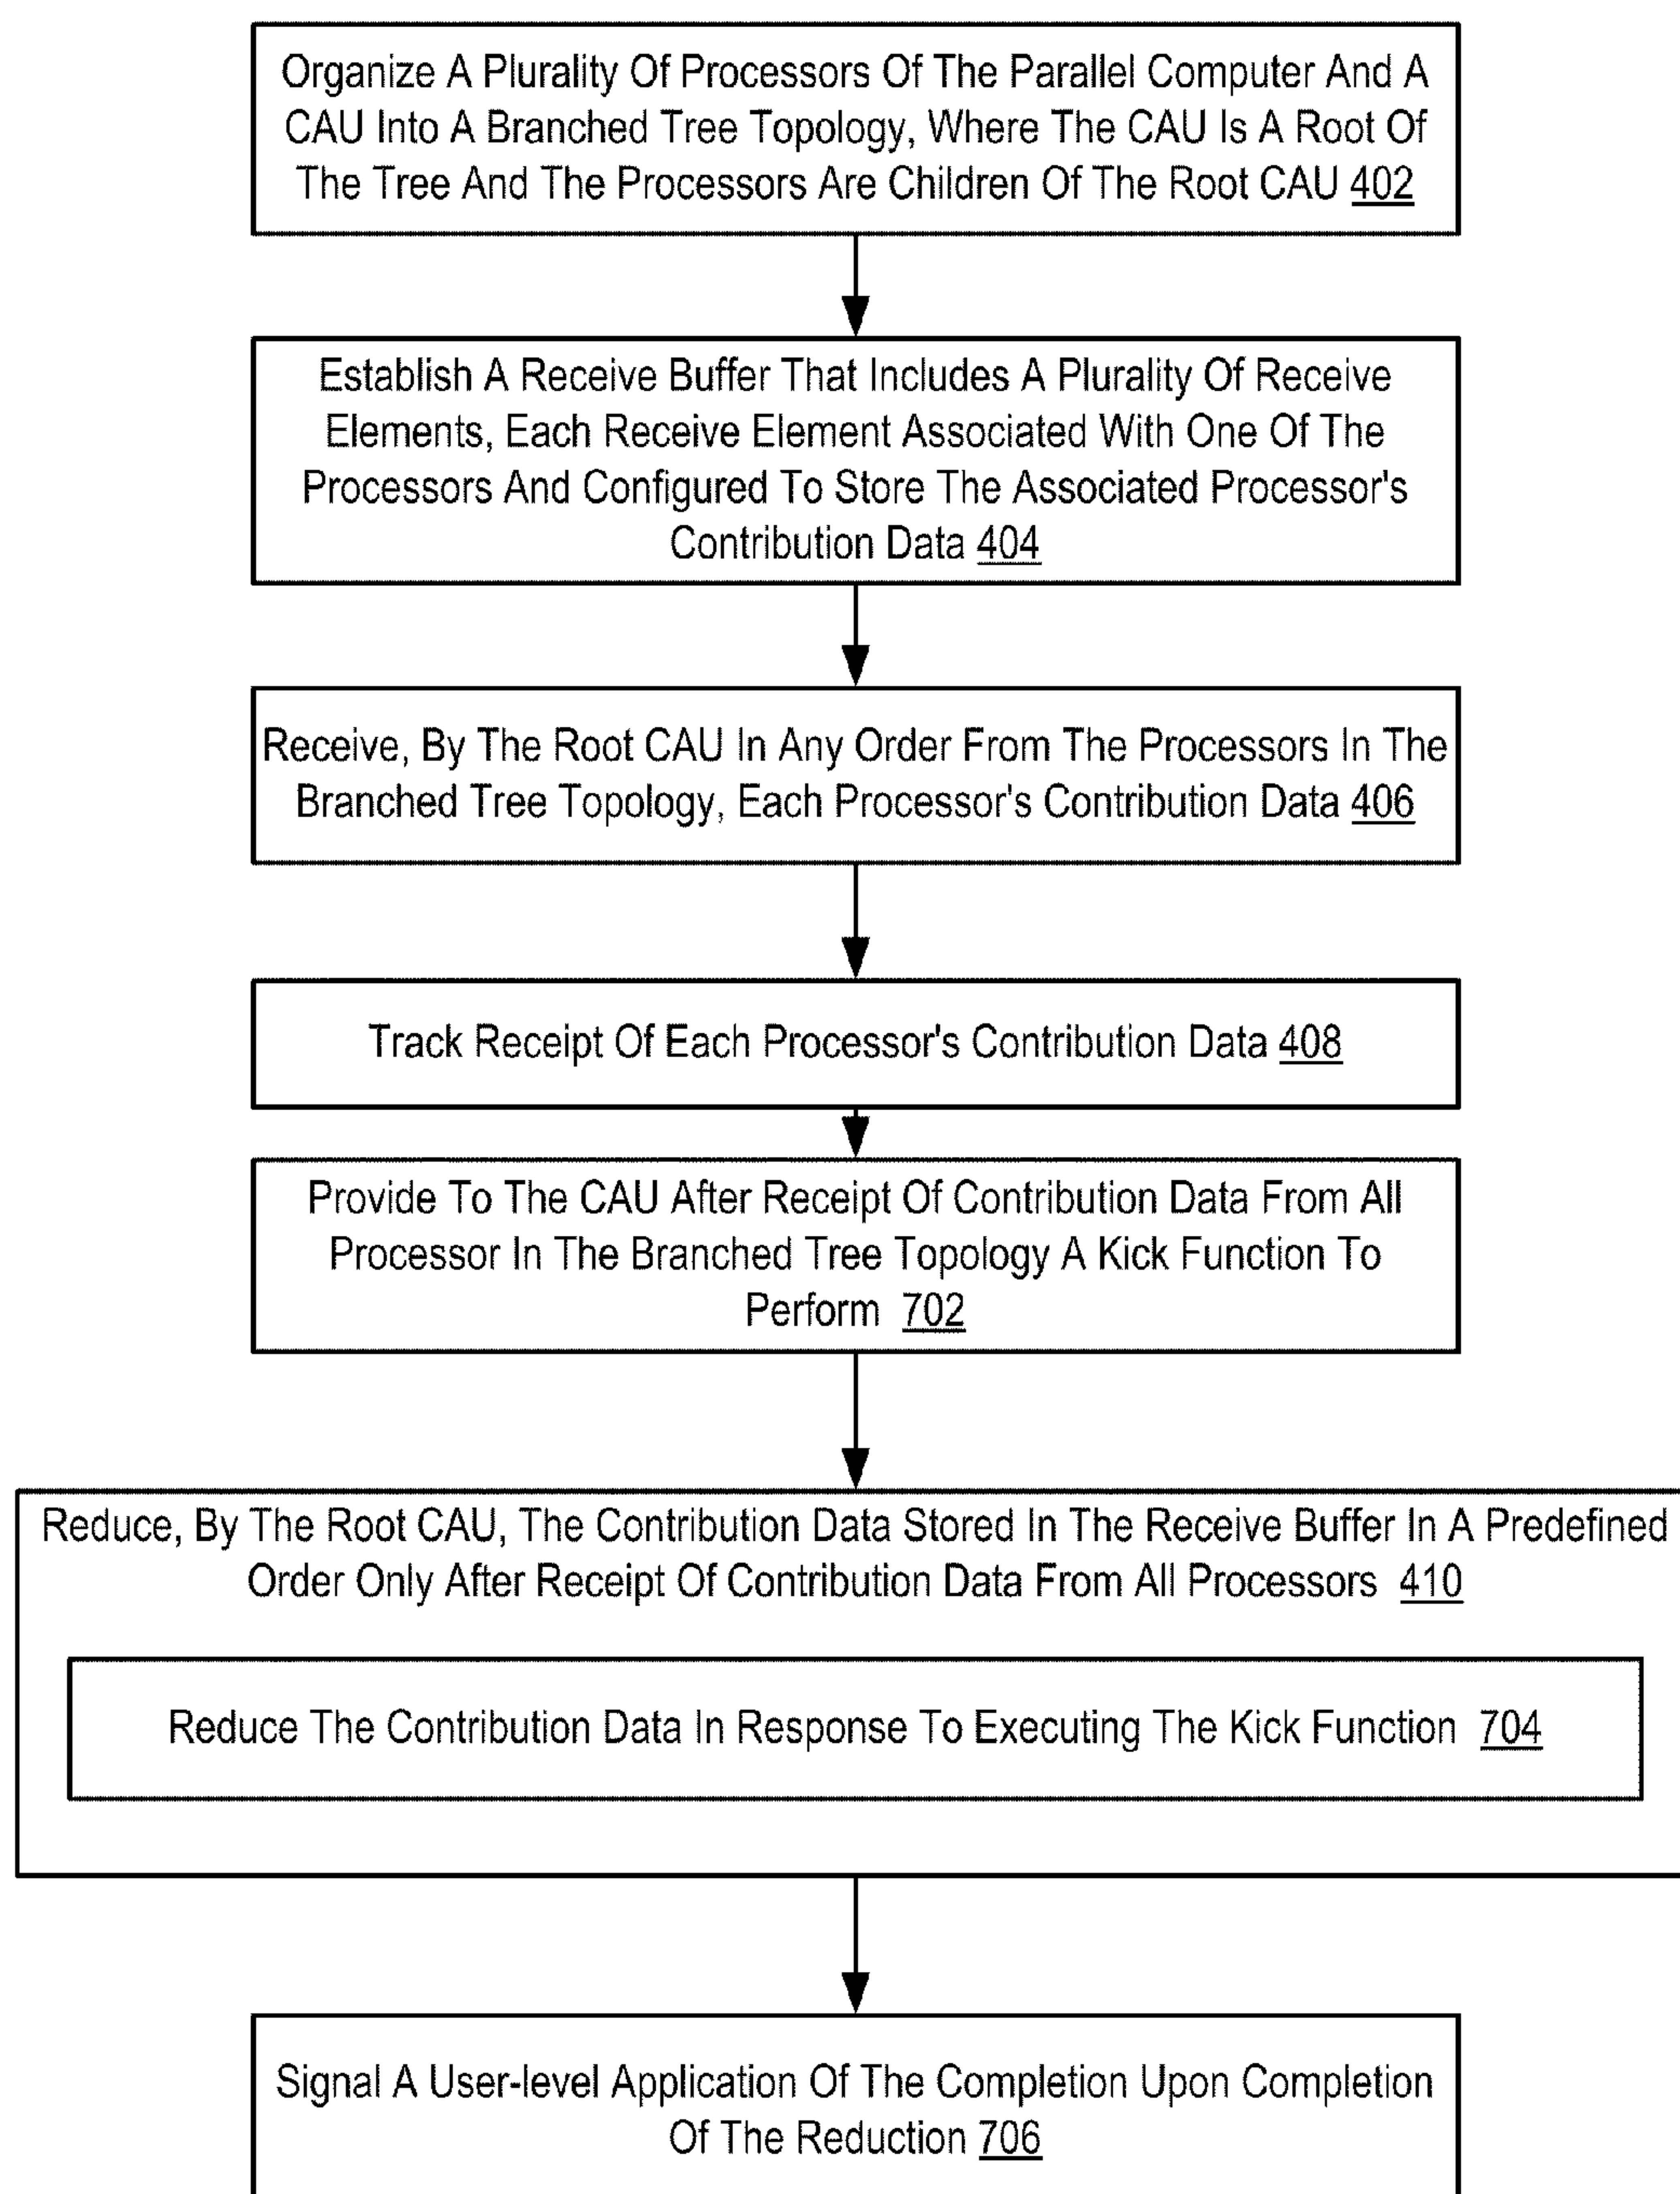 Organize A Plurality Of Processors Of The Parallel Computer And A
CAU Into A Branched Tree Topology, Where The CAU Is A Root Of
The Tree And The Processors Are Children Of The Root CAU 402
Establish A Receive Buffer That Includes A Plurality Of Receive
Elements, Each Receive Element Associated With One Of The
Processors And Configured To Store The Associated Processor's
Contribution Data 404
Receive, By The Root CAU In Any Order From The Processors In The
Branched Tree Topology, Each Processor's Contribution Data 406
Track Receipt Of Each Processor's Contribution Data 408
Provide To The CAU After Receipt Of Contribution Data From All
Processor In The Branched Tree Topology A Kick Function To
Perform 702
Reduce, By The Root CAU, The Contribution Data Stored In The Receive Buffer In A Predefined
Order Only After Receipt Of Contribution Data From All Processors 410
Reduce The Contribution Data In Response To Executing The Kick Function 704
Signal A User-level Application Of The Completion Upon Completion
Of The Reduction 706